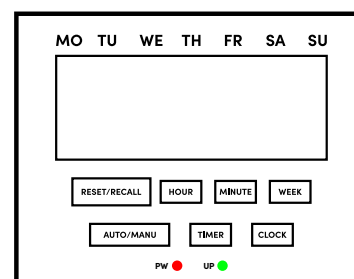 MO TU WE TH FR SA SU
RESET/RECALL HOUR MINUTE WEEK
AUTO/MANU TIMER CLOCK
PW UP